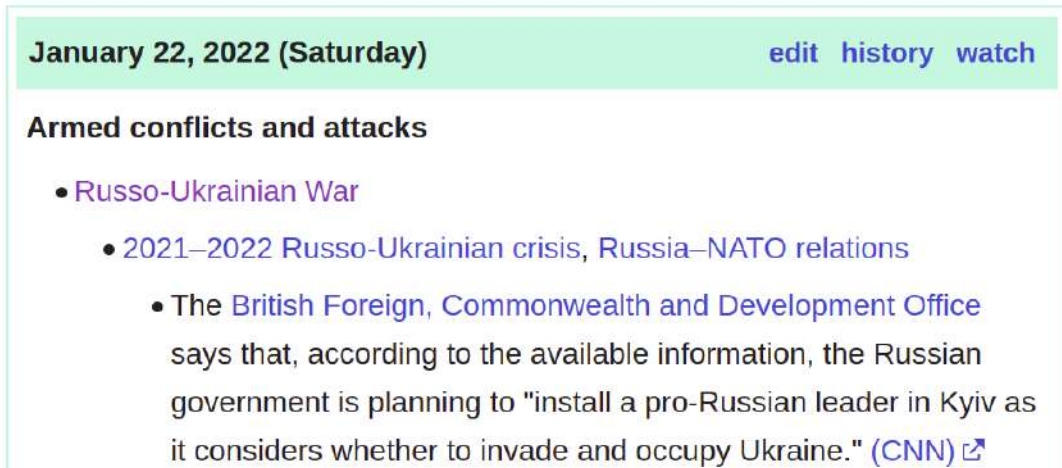 January 22, 2022 (Saturday) edit history watch
Armed conflicts and attacks
• Russo-Ukrainian War
• 2021–2022 Russo-Ukrainian crisis, Russia–NATO relations
• The British Foreign, Commonwealth and Development Office
says that, according to the available information, the Russian
government is planning to "install a pro-Russian leader in Kyiv as
it considers whether to invade and occupy Ukraine." (CNN)